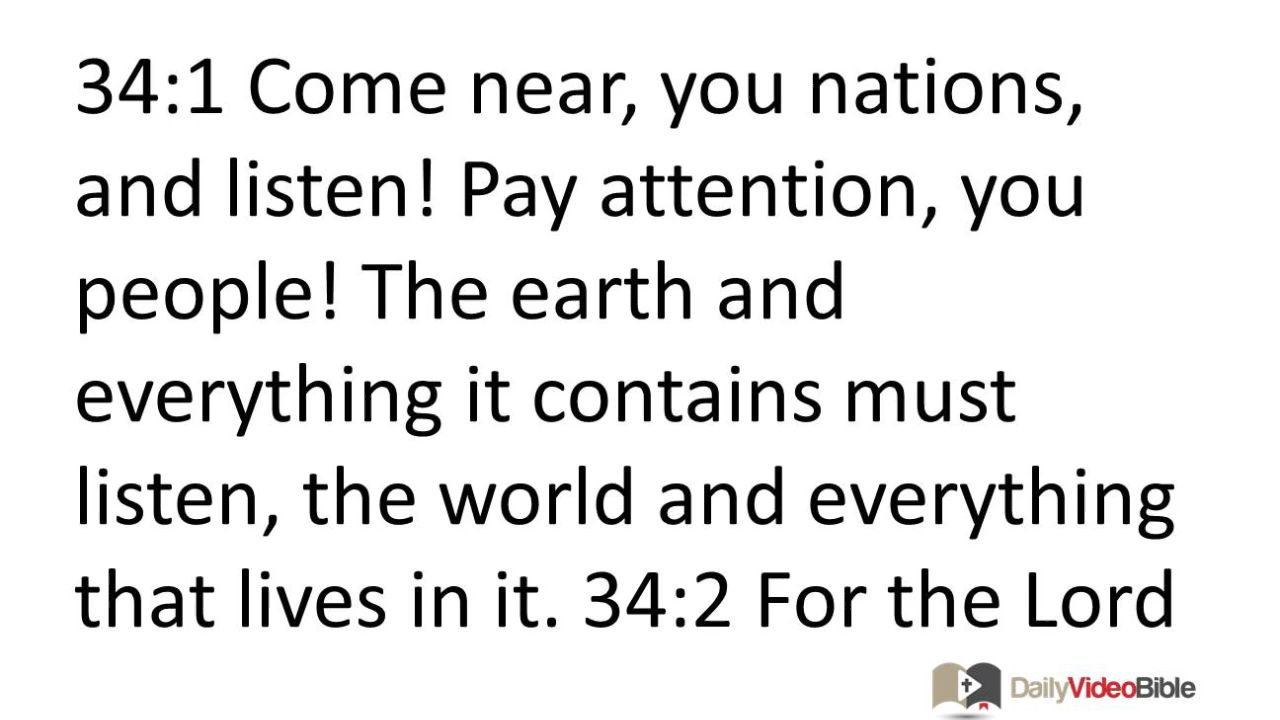 34:1 Come near, you nations,
and listen! Pay attention, you
people! The earth and
everything it contains must
listen, the world and everything
that lives in it. 34:2 For the Lord
DailyVideoBible